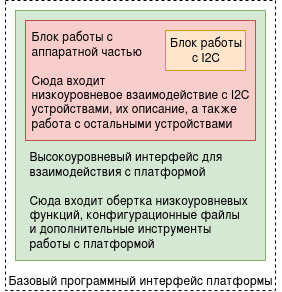 Блок работы с
аппаратной частью
Блок работы
с I2C
Сюда входит
низкоуровневое взаимодействие с I2C
устройствами, их описание, а также
работа с остальными устройствами
Высокоуровневый интерфейс для
взаимодействия с платформой
Сюда входит обертка низкоуровневых
функций, конфигурационные файлы
и дополнительные инструменты
работы с платформой
Базовый программный интерфейс платформы